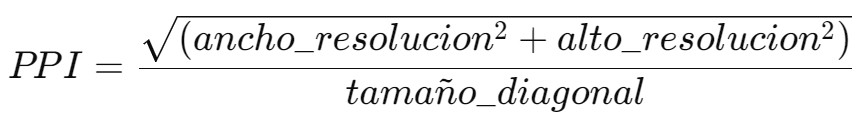 PPI = √(ancho_resolucion² + alto_resolucion²)
tamaño_diagonal